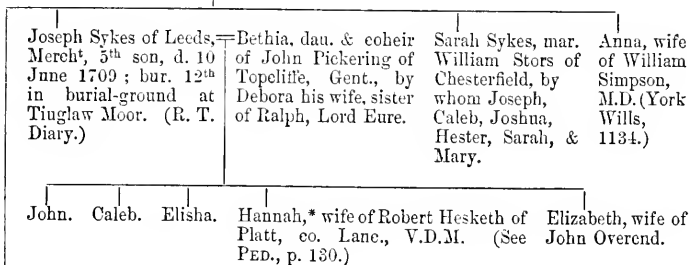 Joseph Sykes of Leeds,
Mercht, 5th son, d. 10
June 1709 ; bur. 12th
in burial-ground at
Tinglaw Moor. (R. T.
Diary.)
Bethia, dau. & coheir
of John Pickering of
Topcliffe, Gent., by
Debora his wife, sister
of Ralph, Lord Eure.
Sarah Sykes, mar.
William Stors of
Chesterfield, by
whom Joseph,
Caleb, Joshua,
Hester, Sarah, &
Mary.
Anna, wife
of William
Simpson,
M.D. (York
Wills,
1134.)
John. Caleb. Elisha.
Hannah,* wife of Robert Hesketh of
Platt, co. Lanc., V.D.M. (See
PED., p. 130.)
Elizabeth, wife of
John Overend.